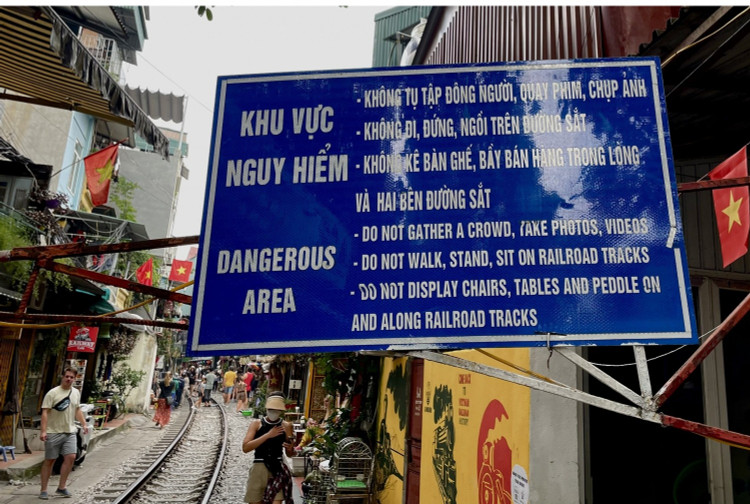 KHU VỰC
NGUY HIỂM
- KHÔNG TỤ TẬP ĐÔNG NGƯỜI, QUAY PHIM, CHỤP ẢNH
- KHÔNG ĐI, ĐỨNG, NGỒI TRÊN ĐƯỜNG SẮT
- KHÔNG KÊ BÀN GHẾ, BẦY BÁN HÀNG TRONG LÒNG
VÀ HAI BÊN ĐƯỜNG SẮT
DANGEROUS
AREA
- DO NOT GATHER A CROWD, TAKE PHOTOS, VIDEOS
- DO NOT WALK, STAND, SIT ON RAILROAD TRACKS
- DO NOT DISPLAY CHAIRS, TABLES AND PEDDLE ON
AND ALONG RAILROAD TRACKS
RAILWAY